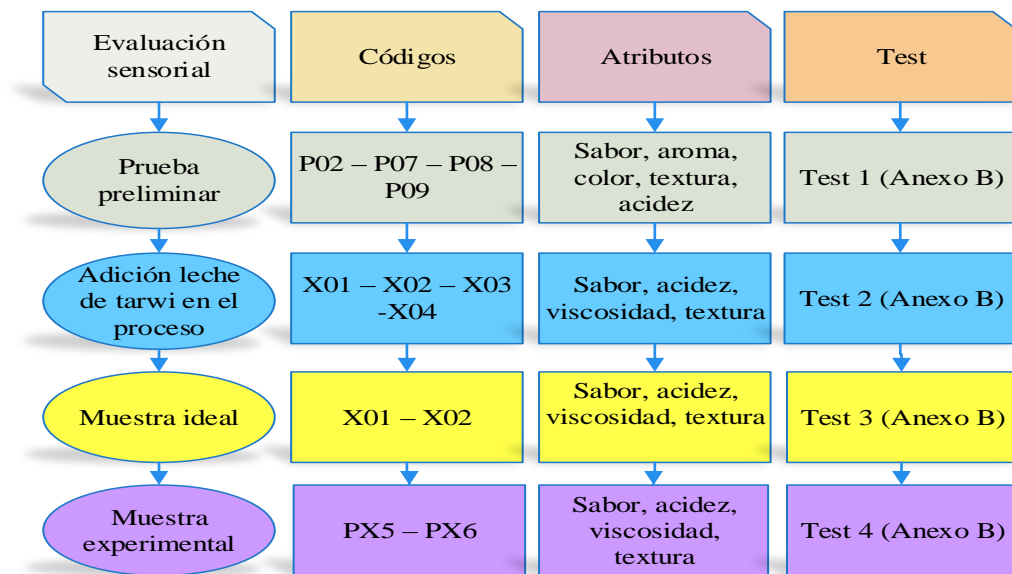 Evaluación
sensorial
Códigos
Atributos
Test
Prueba
preliminar
P02 – P07 – P08 –
P09
Sabor, aroma,
color, textura,
acidez
Test 1 (Anexo B)
Adición leche
de tarwi en el
proceso
X01 – X02 – X03
-X04
Sabor, acidez,
viscosidad, textura
Test 2 (Anexo B)
Muestra ideal
X01 – X02
Sabor, acidez,
viscosidad, textura
Test 3 (Anexo B)
Muestra
experimental
PX5 – PX6
Sabor, acidez,
viscosidad,
textura
Test 4 (Anexo B)